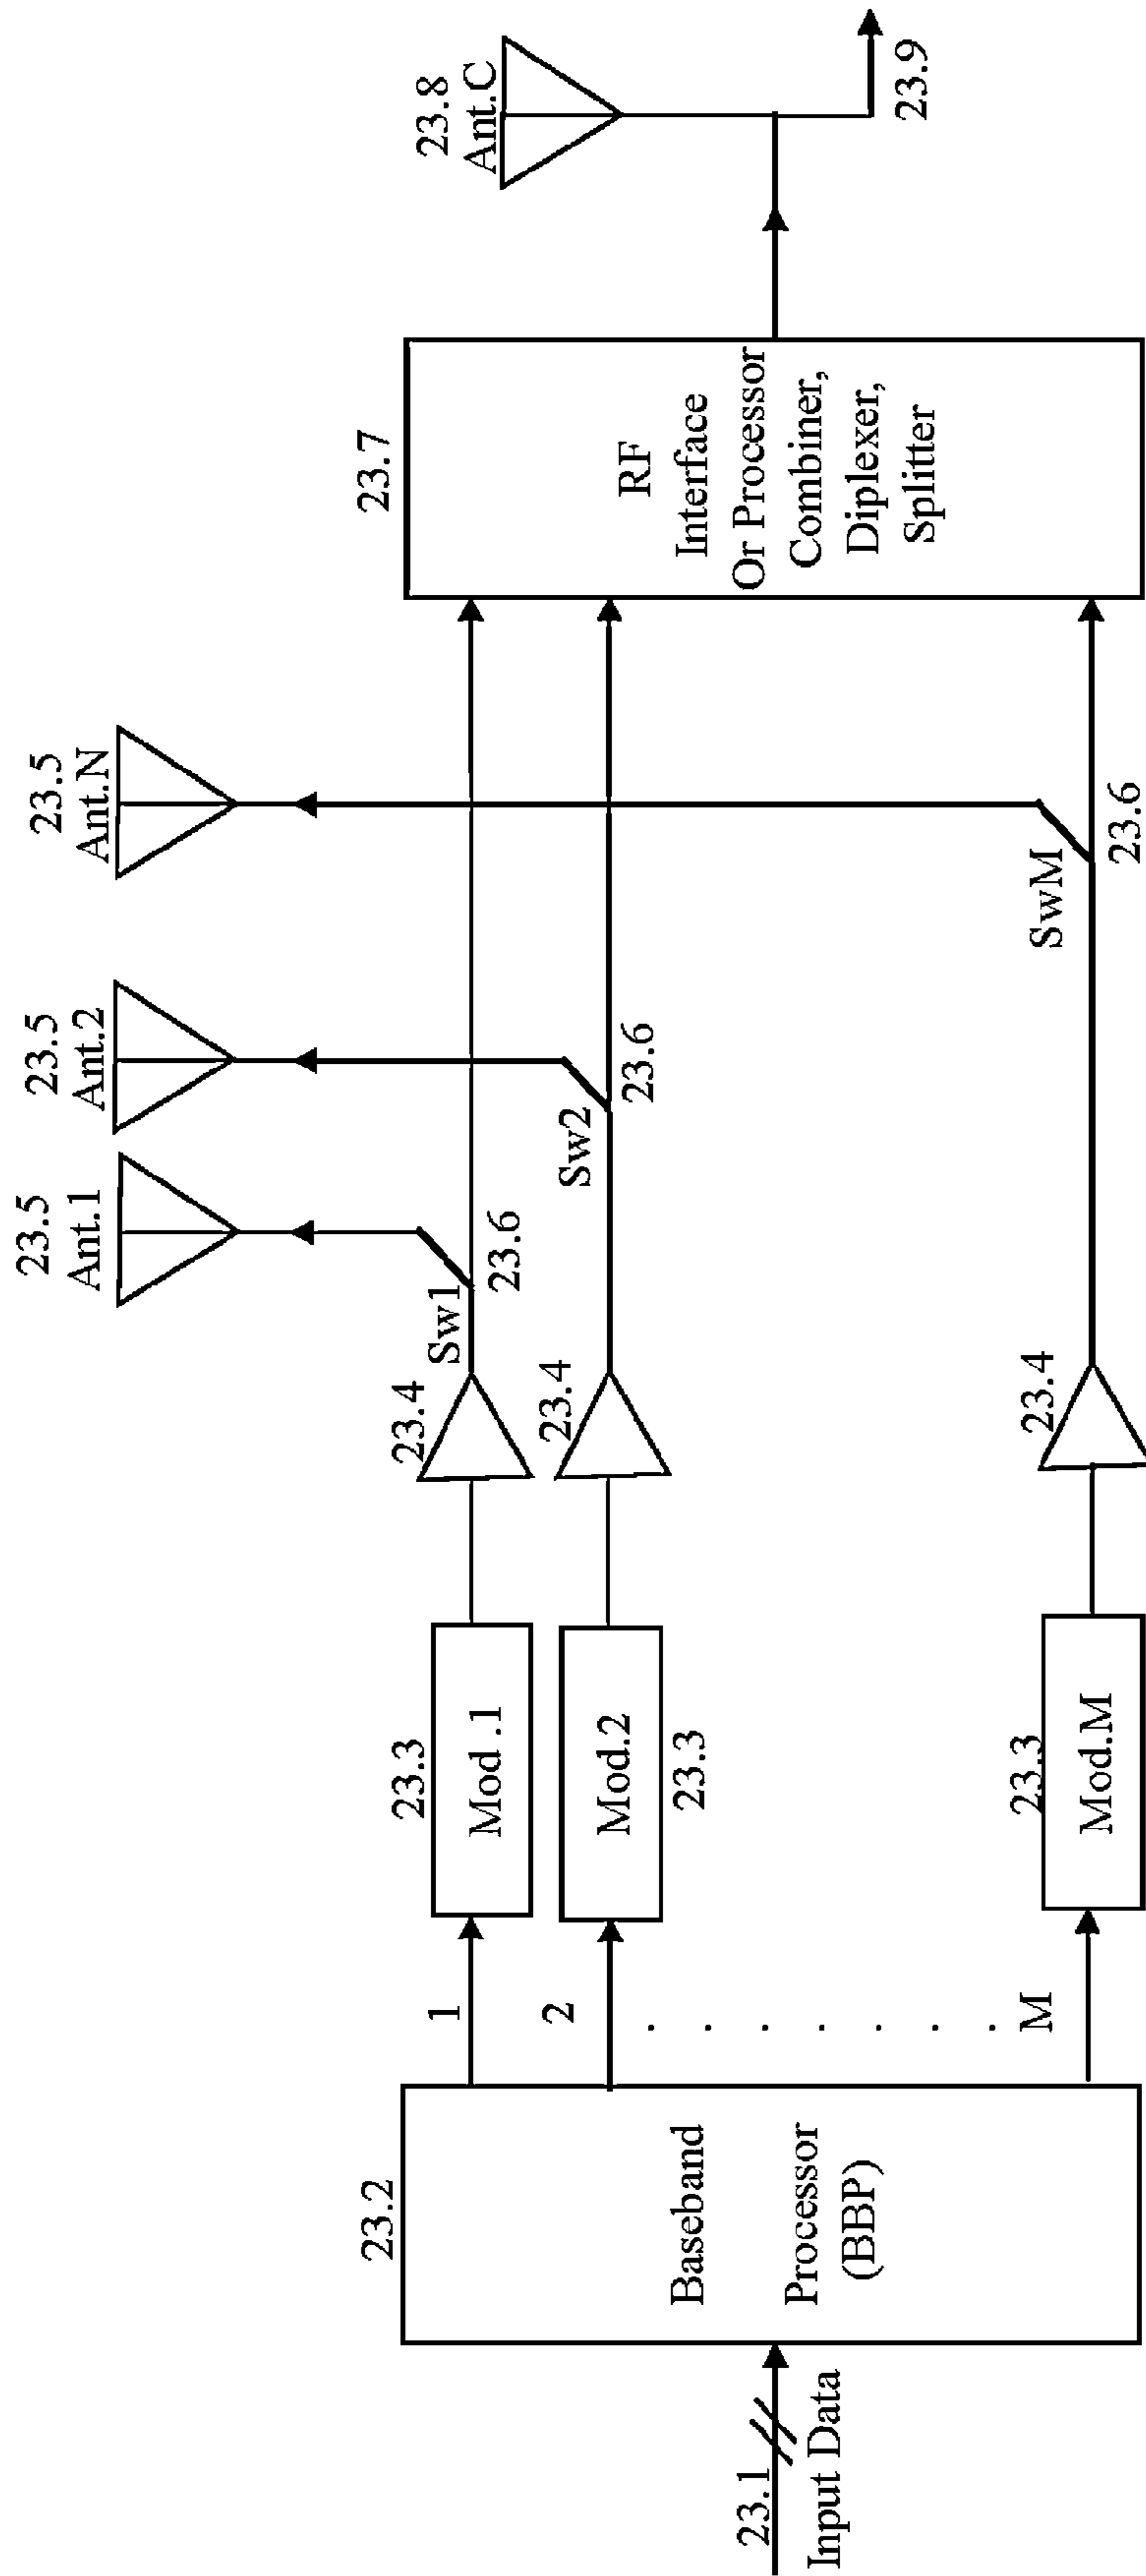 23.1
Input Data
23.2
Baseband
Processor
(BBP)
1
2
. . . . . . .
M
23.3
Mod .1
Mod.2
23.3
23.3
Mod.M
23.4
23.4
23.4
Sw1
23.6
Sw2
23.6
SwM
23.6
23.5
Ant.1
23.5
Ant.2
23.5
Ant.N
23.7
RF
Interface
Or Processor
Combiner,
Diplexer,
Splitter
23.8
Ant.C
23.9